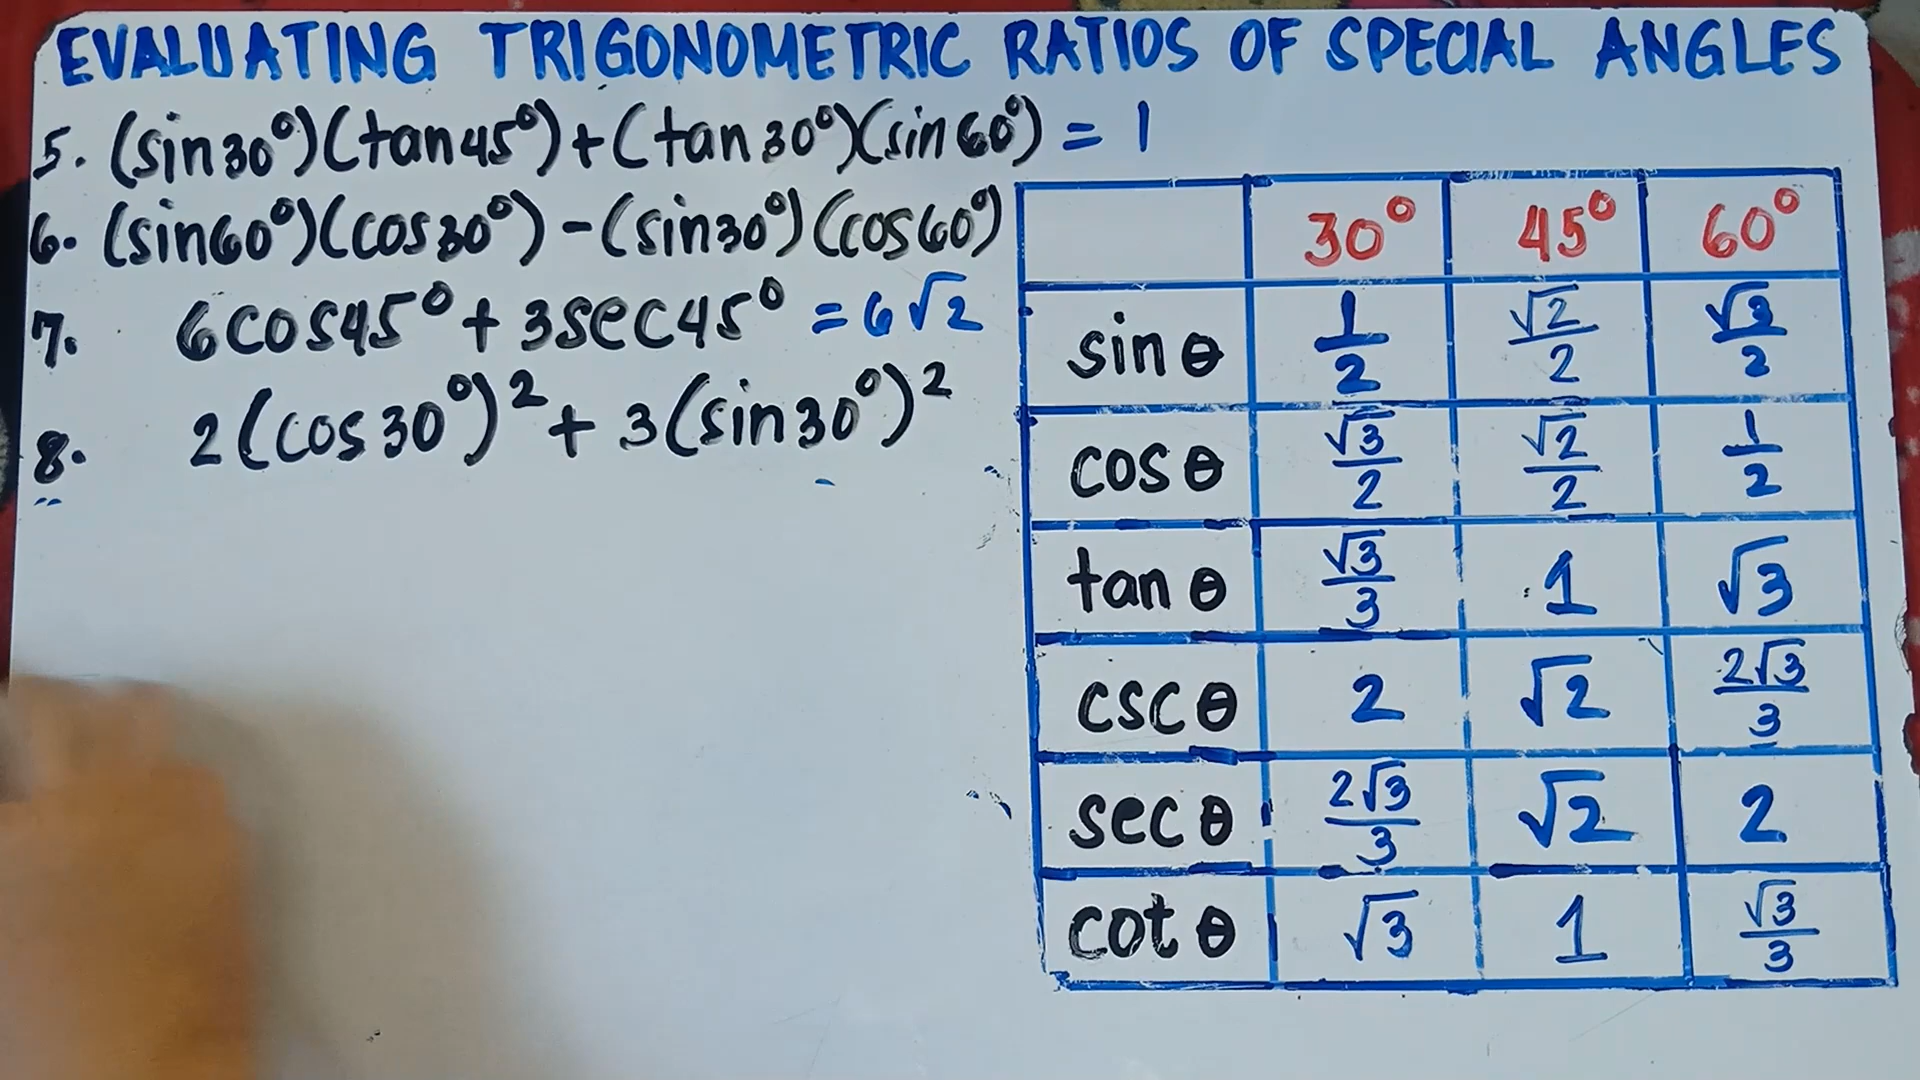 EVALUATING TRIGONOMETRIC RATIOS OF SPECIAL ANGLES
5. (sin30°)(tan45°)+(tan30°)(sin60°) = 1
6. (sin60°)(cos30°)-(sin30°)(cos60°)
7. 6cos45°+3sec45° = 6√2
8. 2(cos30°)²+3(sin30°)²
30° 45° 60°
sinθ 1/2 √2/2 √3/2
cosθ √3/2 √2/2 1/2
tanθ √3/3 1 √3
cscθ 2 √2 2√3/3
secθ 2√3/3 √2 2
cotθ √3 1 √3/3